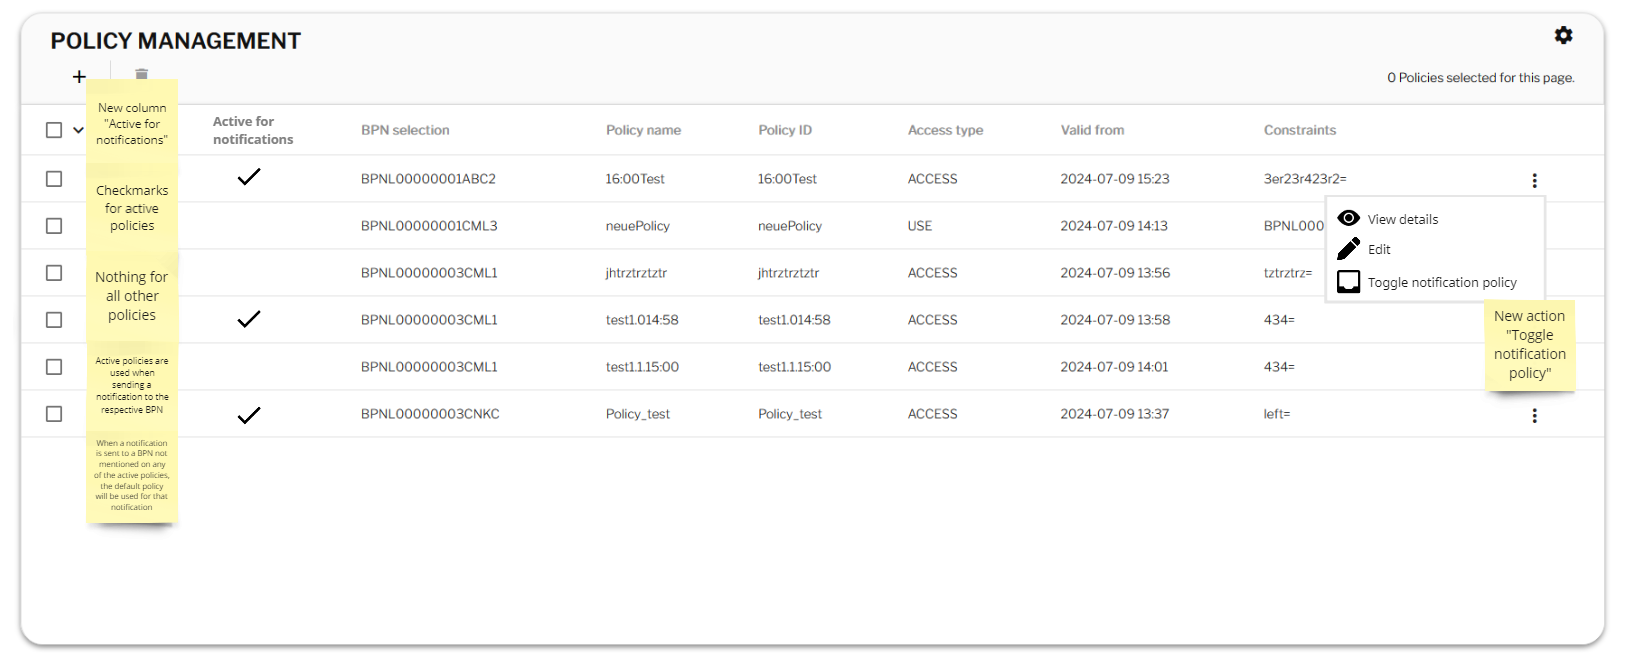 POLICY MANAGEMENT
0 Policies selected for this page.
New column
"Active for
notifications"
Active for
notifications
BPN selection
Policy name
Policy ID
Access type
Valid from
Constraints
BPNL00000001ABC2
16:00Test
16:00Test
ACCESS
2024-07-09 15:23
3er23r423r2=
Checkmarks
for active
policies
BPNL00000001CML3
neuePolicy
neuePolicy
USE
2024-07-09 14:13
BPNL000
View details
Edit
Toggle notification policy
Nothing for
all other
policies
BPNL00000003CML1
jhtrztrztztr
jhtrztrztztr
ACCESS
2024-07-09 13:56
tztrztrz=
BPNL00000003CML1
test1.014:58
test1.014:58
ACCESS
2024-07-09 13:58
434=
New action
"Toggle
notification
policy"
Active policies are
used when
sending a
notification to the
respective BPN
BPNL00000003CML1
test1.1.15:00
test1.1.15:00
ACCESS
2024-07-09 14:01
434=
BPNL00000003CNKC
Policy_test
Policy_test
ACCESS
2024-07-09 13:37
left=
When a notification
is sent to a BPN not
mentioned on any
of the active policies,
the default policy
will be used for that
notification